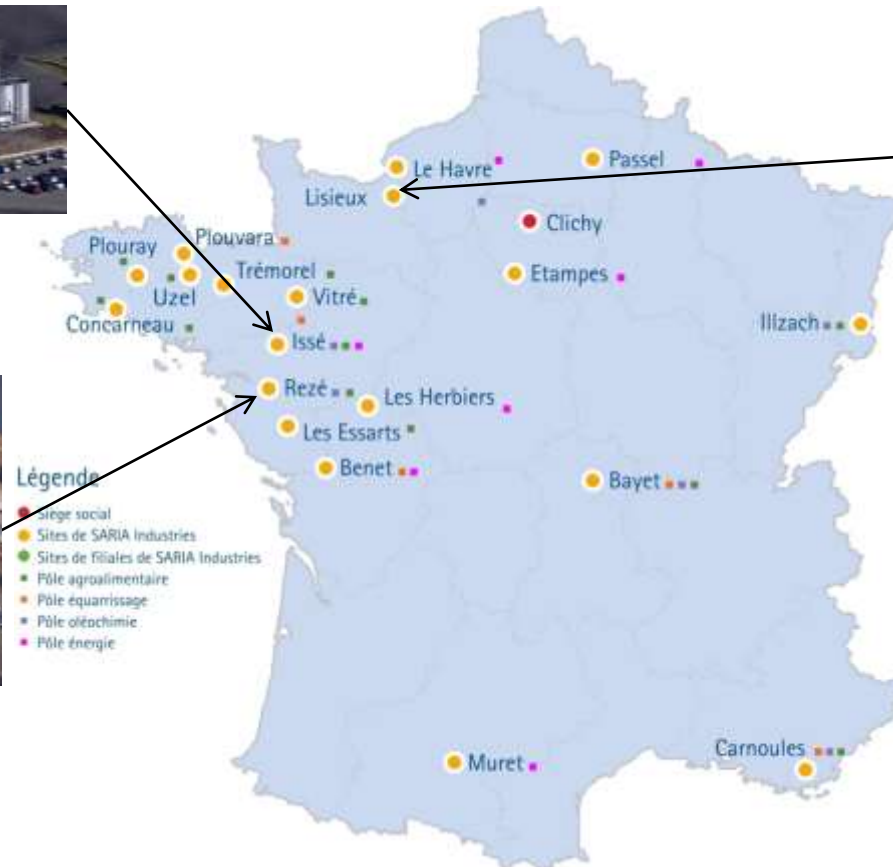 Le Havre
Passel
Lisieux
Clichy
Plouvara
Plouray
Trémorel
Etampes
Uzel
Vitré
Concarneau
Illzach
Issé
Rezé
Les Herbiers
Les Essarts
Benet
Bayet
Légende
Siège social
Sites de SARIA Industries
Sites de filiales de SARIA Industries
Pôle agroalimentaire
Pôle équarrissage
Pôle oléochimie
Pôle énergie
Carnoules
Muret